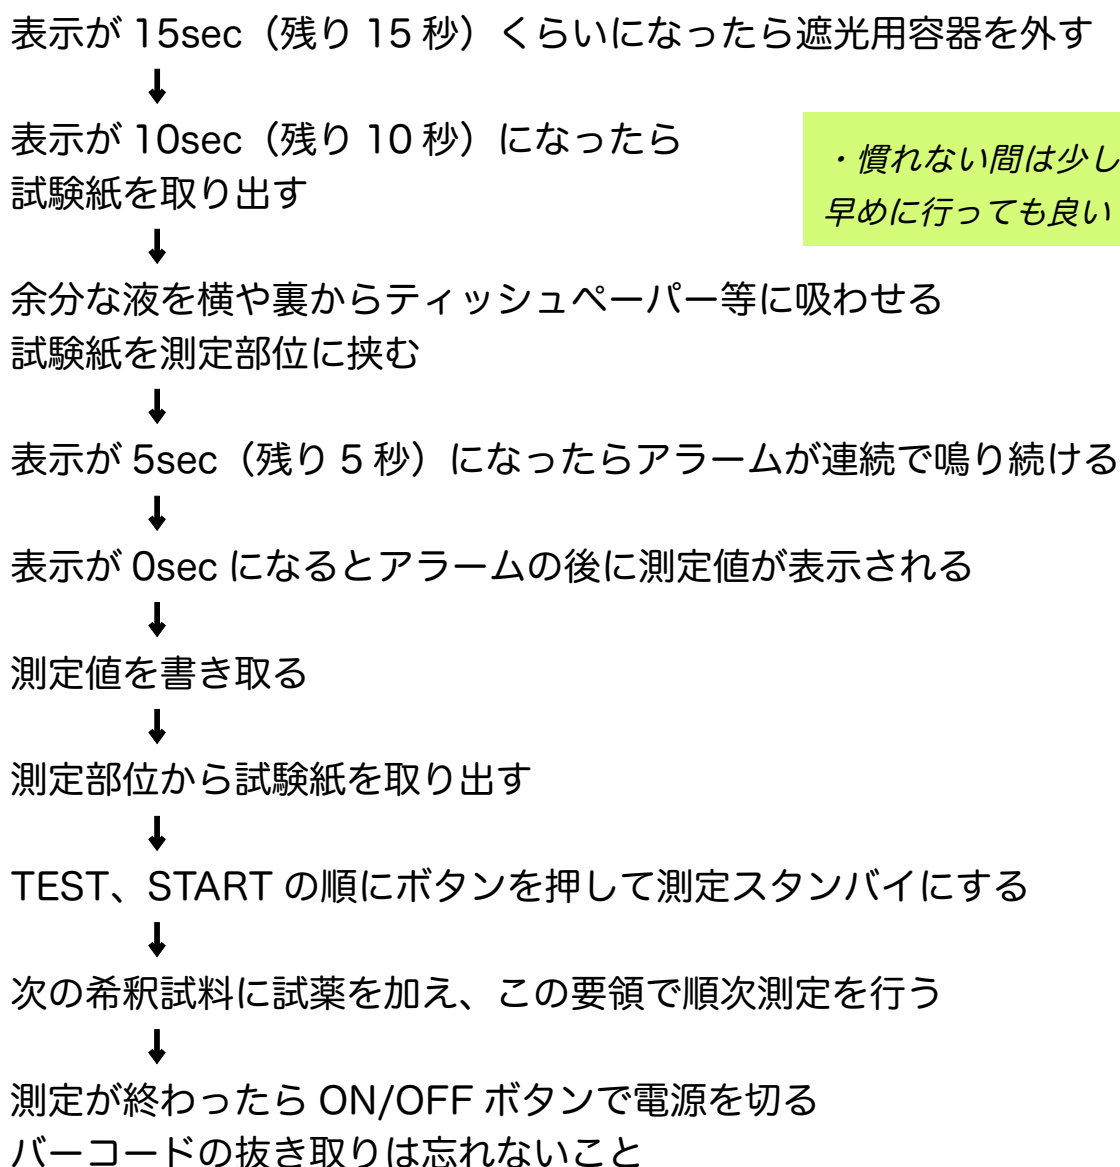 表示が 15sec（残り 15 秒）くらいになったら遮光用容器を外す
↓
表示が 10sec（残り 10 秒）になったら
試験紙を取り出す
・慣れない間は少し
早めに行っても良い
↓
余分な液を横や裏からティッシュペーパー等に吸わせる
試験紙を測定部位に挟む
↓
表示が 5sec（残り 5 秒）になったらアラームが連続で鳴り続ける
↓
表示が 0sec になるとアラームの後に測定値が表示される
↓
測定値を書き取る
↓
測定部位から試験紙を取り出す
↓
TEST、START の順にボタンを押して測定スタンバイにする
↓
次の希釈試料に試薬を加え、この要領で順次測定を行う
↓
測定が終わったら ON/OFF ボタンで電源を切る
バーコードの抜き取りは忘れないこと